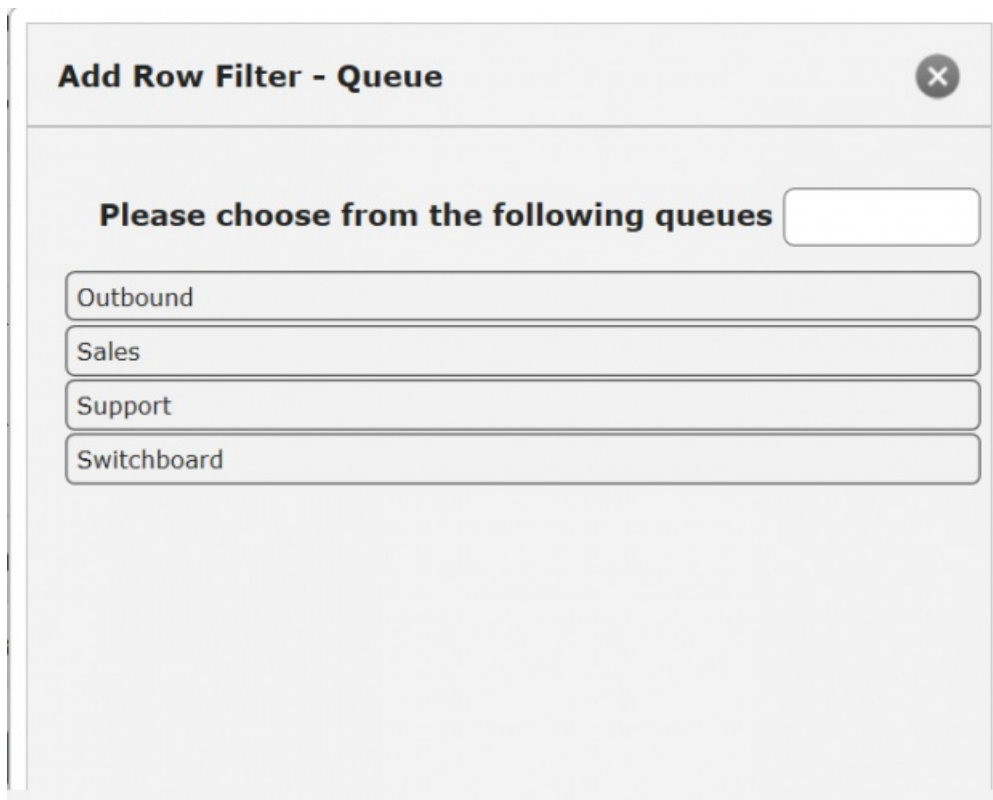 Add Row Filter - Queue
Please choose from the following queues
Outbound
Sales
Support
Switchboard